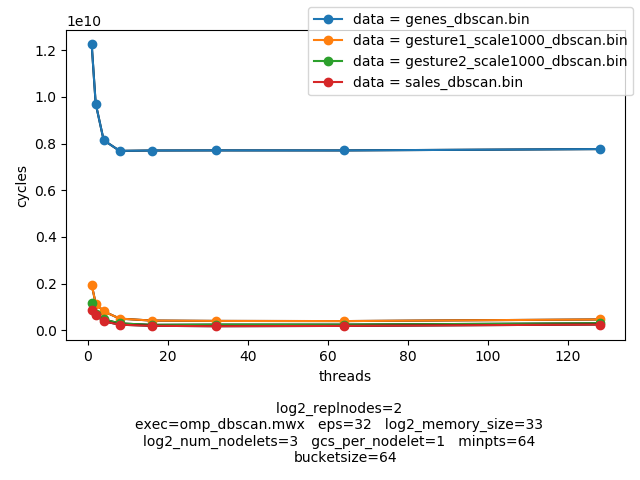 1e10
data = genes_dbscan.bin
data = gesture1_scale1000_dbscan.bin
data = gesture2_scale1000_dbscan.bin
data = sales_dbscan.bin
1.2
1.0
0.8
0.6
0.4
0.2
0.0
cycles
0 20 40 60 80 100 120
threads
log2_replnodes=2
exec=omp_dbscan.mwx eps=32 log2_memory_size=33
log2_num_nodelets=3 gcs_per_nodelet=1 minpts=64
bucketsize=64